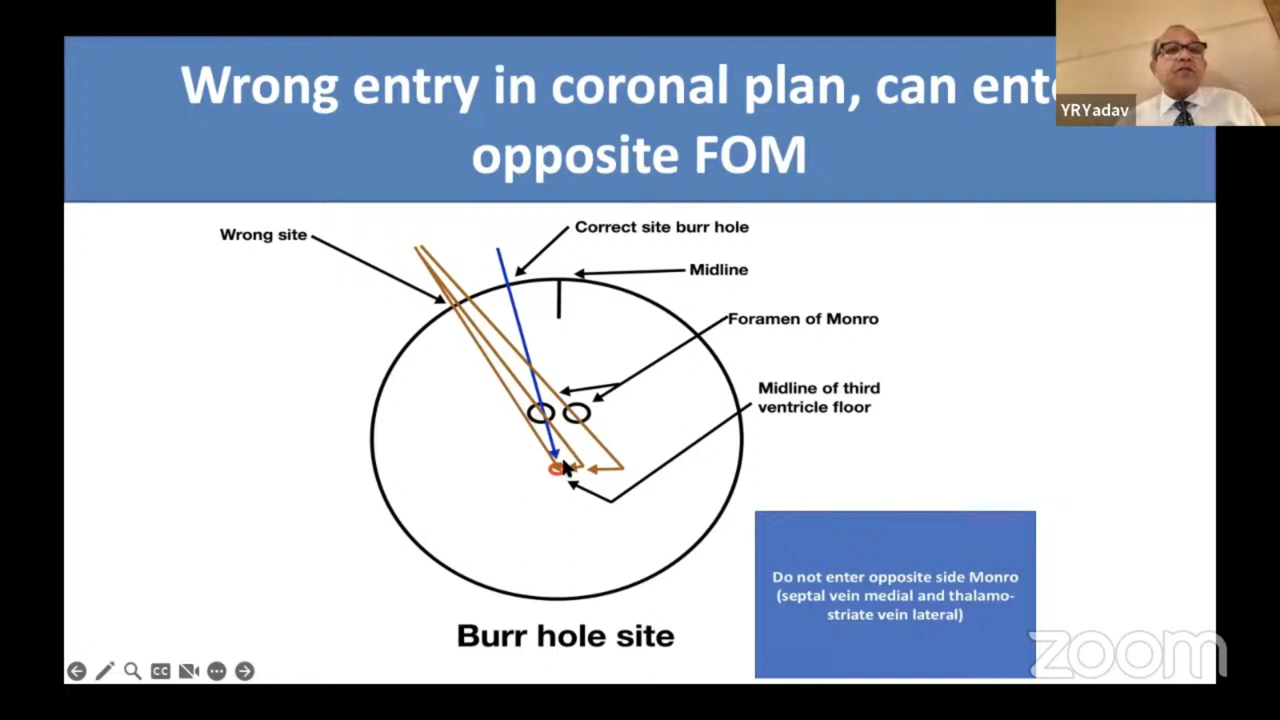 Wrong entry in coronal plan, can ente
opposite FOM
YRYadav
Wrong site
Correct site burr hole
Midline
Foramen of Monro
Midline of third
ventricle floor
Do not enter opposite side Monro
(septal vein medial and thalamo-
striate vein lateral)
Burr hole site
CC
zoom